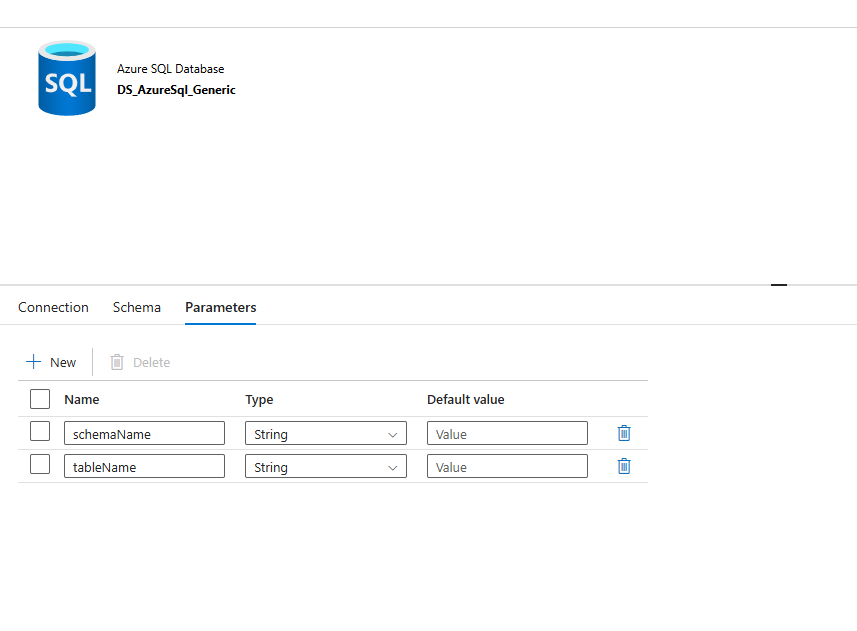 SQL
Azure SQL Database
DS_AzureSql_Generic
Connection Schema Parameters
New Delete
Name Type Default value
schemaName String Value
tableName String Value